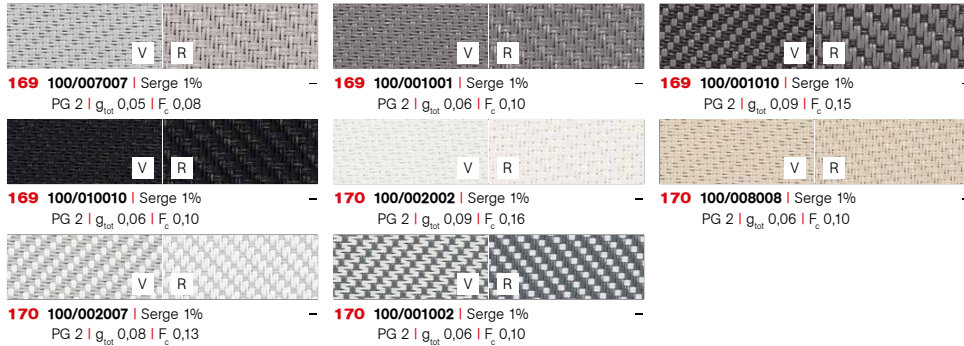 V R
169 100/007007 | Serge 1% –
PG 2 | gtot 0,05 | Fc 0,08
V R
169 100/001001 | Serge 1% –
PG 2 | gtot 0,06 | Fc 0,10
V R
169 100/001010 | Serge 1% –
PG 2 | gtot 0,09 | Fc 0,15
V R
169 100/010010 | Serge 1% –
PG 2 | gtot 0,06 | Fc 0,10
V R
170 100/002002 | Serge 1% –
PG 2 | gtot 0,09 | Fc 0,16
V R
170 100/008008 | Serge 1% –
PG 2 | gtot 0,06 | Fc 0,10
V R
170 100/002007 | Serge 1% –
PG 2 | gtot 0,08 | Fc 0,13
V R
170 100/001002 | Serge 1% –
PG 2 | gtot 0,06 | Fc 0,10